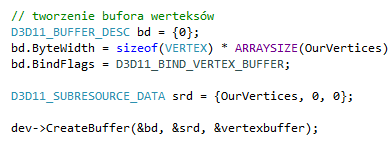 // tworzenie bufora werteksów
D3D11_BUFFER_DESC bd = {0};
bd.ByteWidth = sizeof(VERTEX) * ARRAYSIZE(OurVertices)
bd.BindFlags = D3D11_BIND_VERTEX_BUFFER;
D3D11_SUBRESOURCE_DATA srd = {OurVertices, 0, 0};
dev->CreateBuffer(&bd, &srd, &vertexbuffer);